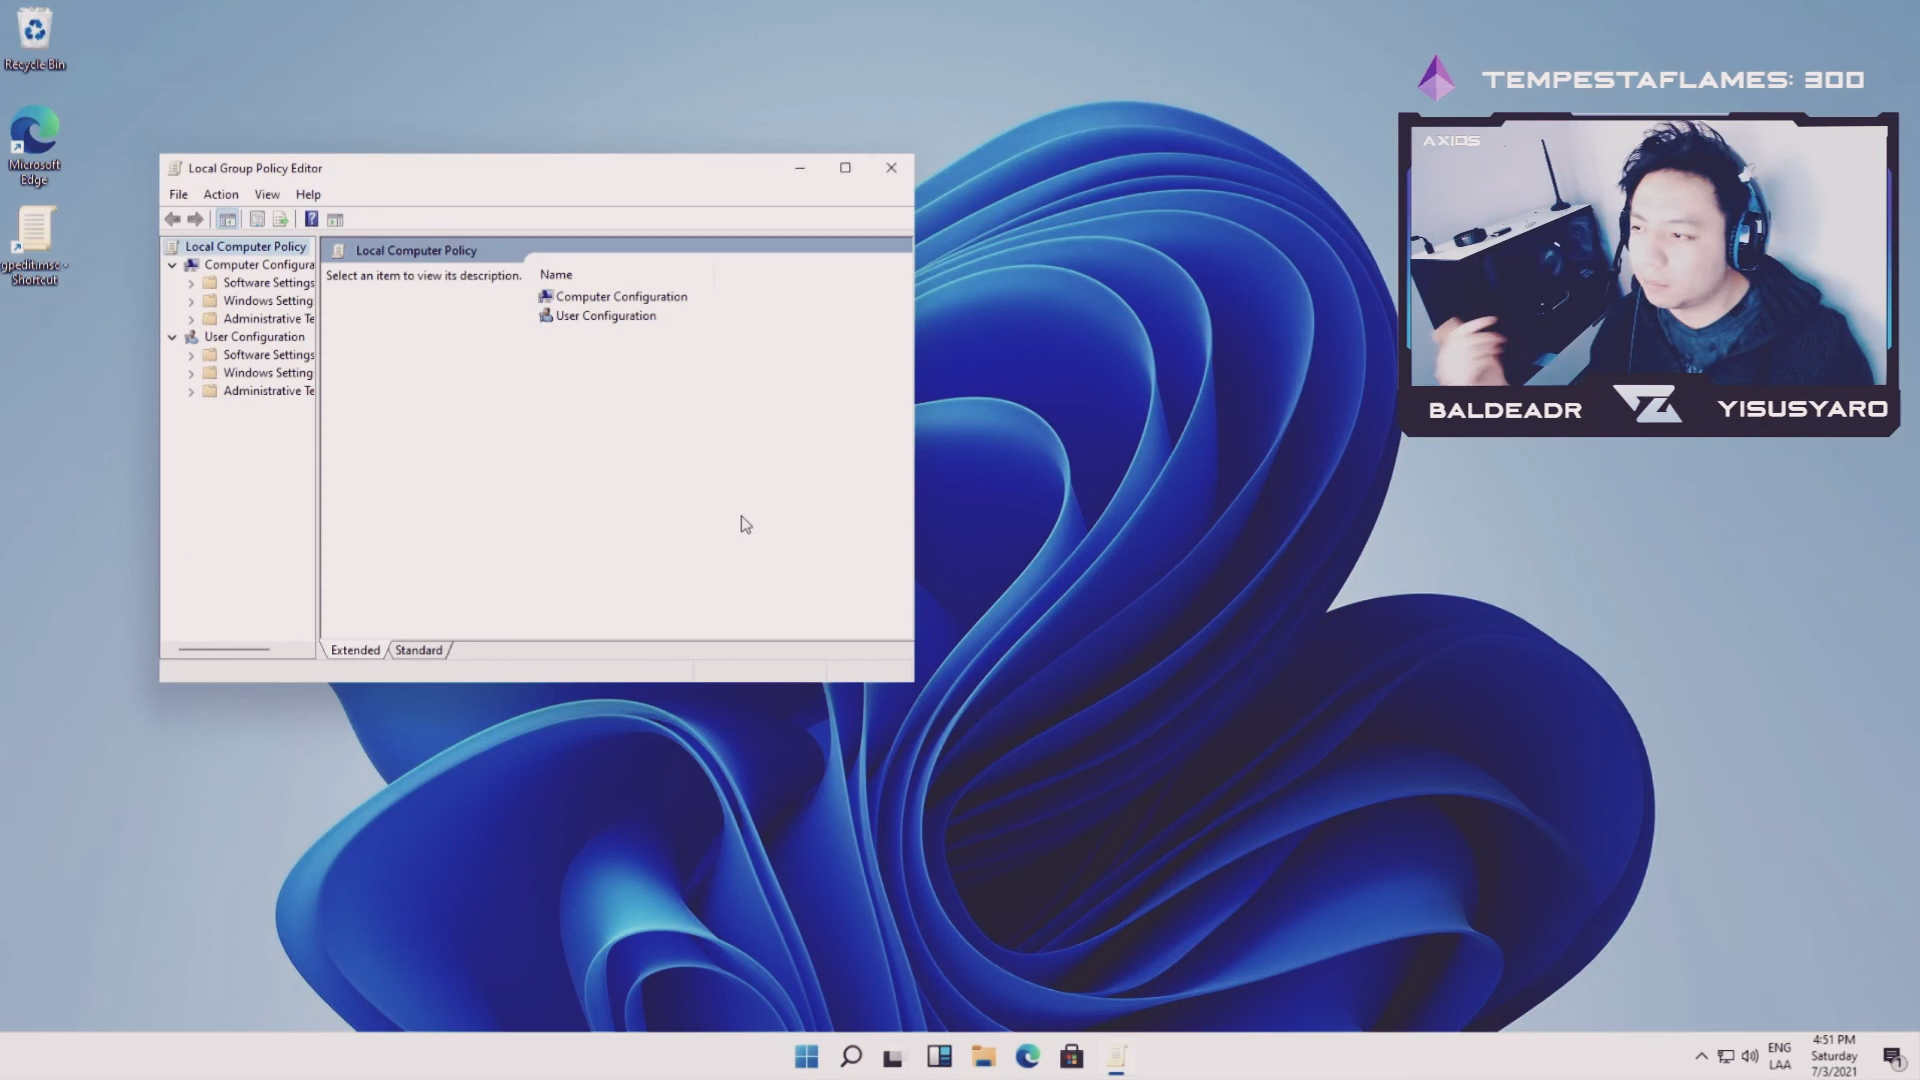 Recycle Bin
Microsoft
Edge
gpedit.msc -
Shortcut
TEMPESTAFLAMES: 300
AXIOS
BALDEADR
YISUSYARO
Local Group Policy Editor
File Action View Help
Local Computer Policy
Computer Configura
Software Settings
Windows Setting
Administrative Te
User Configuration
Software Settings
Windows Setting
Administrative Te
Local Computer Policy
Select an item to view its description.
Name
Computer Configuration
User Configuration
Extended
Standard
ENG
LAA
4:51 PM
Saturday
7/3/2021
1